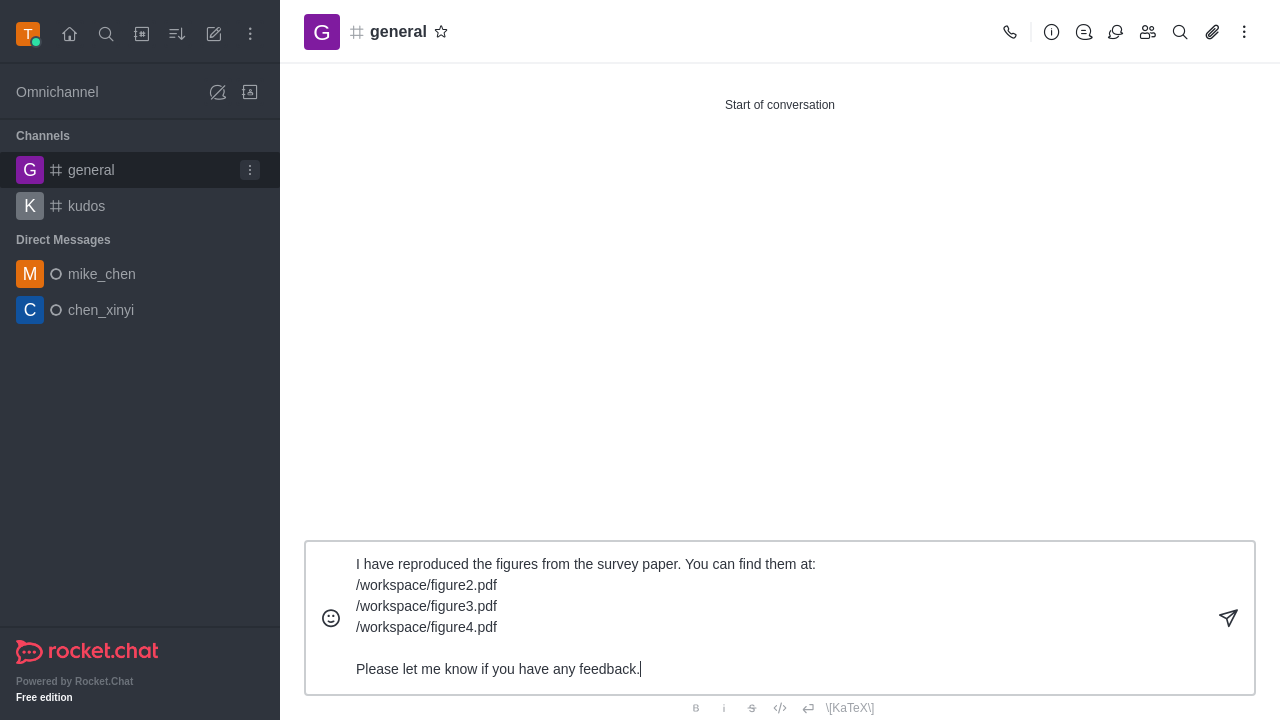 T
G
general
Omnichannel
Start of conversation
Channels
G
general
K
kudos
Direct Messages
M
mike_chen
C
chen_xinyi
I have reproduced the figures from the survey paper. You can find them at:
/workspace/figure2.pdf
/workspace/figure3.pdf
/workspace/figure4.pdf
Please let me know if you have any feedback.
rocket.chat
Powered by Rocket.Chat
Free edition
B
i
S
\[KaTeX\]